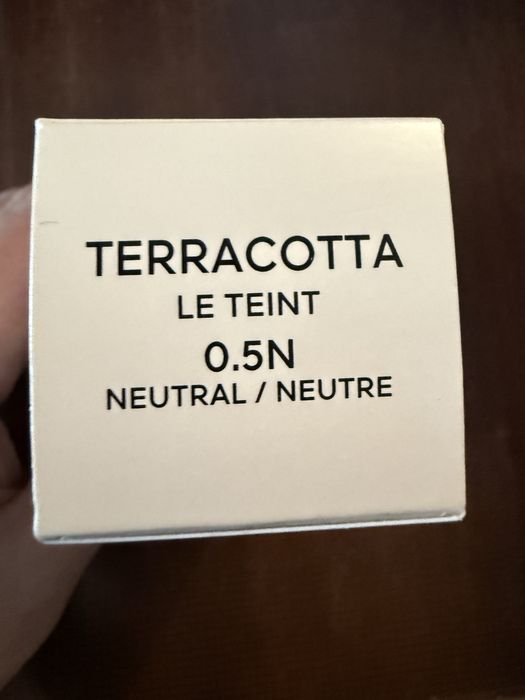 TERRACOTTA
LE TEINT
0.5N
NEUTRAL / NEUTRE